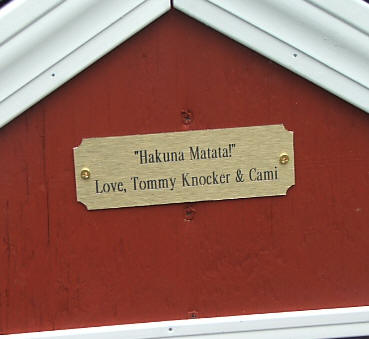 "Hakuna Matata!"
Love, Tommy Knocker & Cami